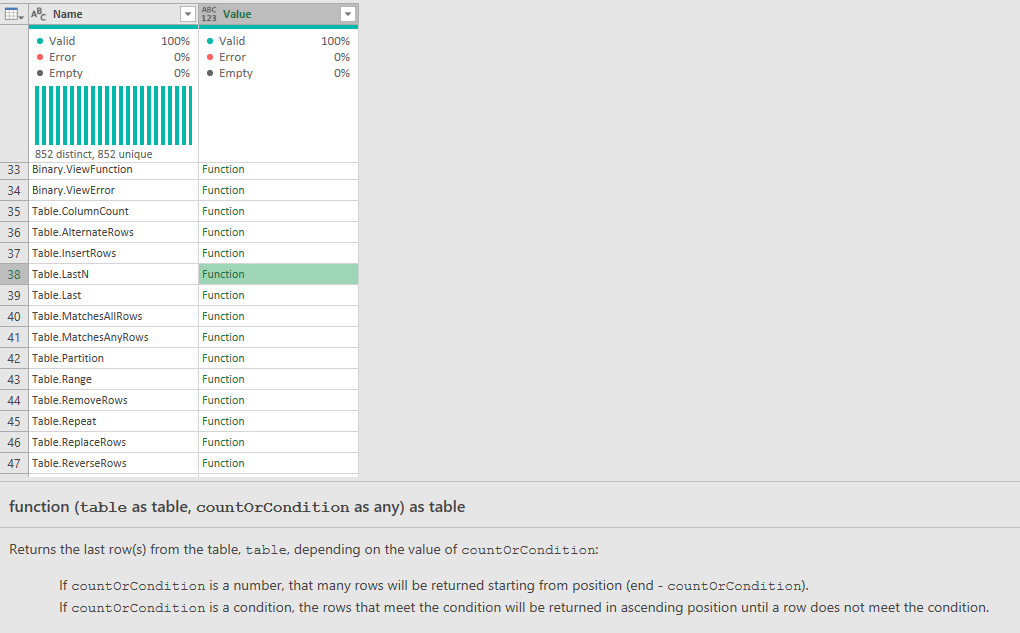 ABC Name ABC 123 Value
Valid 100% Valid 100%
Error 0% Error 0%
Empty 0% Empty 0%
852 distinct, 852 unique
33 Binary.ViewFunction Function
34 Binary.ViewError Function
35 Table.ColumnCount Function
36 Table.AlternateRows Function
37 Table.InsertRows Function
38 Table.LastN Function
39 Table.Last Function
40 Table.MatchesAllRows Function
41 Table.MatchesAnyRows Function
42 Table.Partition Function
43 Table.Range Function
44 Table.RemoveRows Function
45 Table.Repeat Function
46 Table.ReplaceRows Function
47 Table.ReverseRows Function
function (table as table, countOrCondition as any) as table
Returns the last row(s) from the table, table, depending on the value of countOrCondition:
If countOrCondition is a number, that many rows will be returned starting from position (end - countOrCondition).
If countOrCondition is a condition, the rows that meet the condition will be returned in ascending position until a row does not meet the condition.